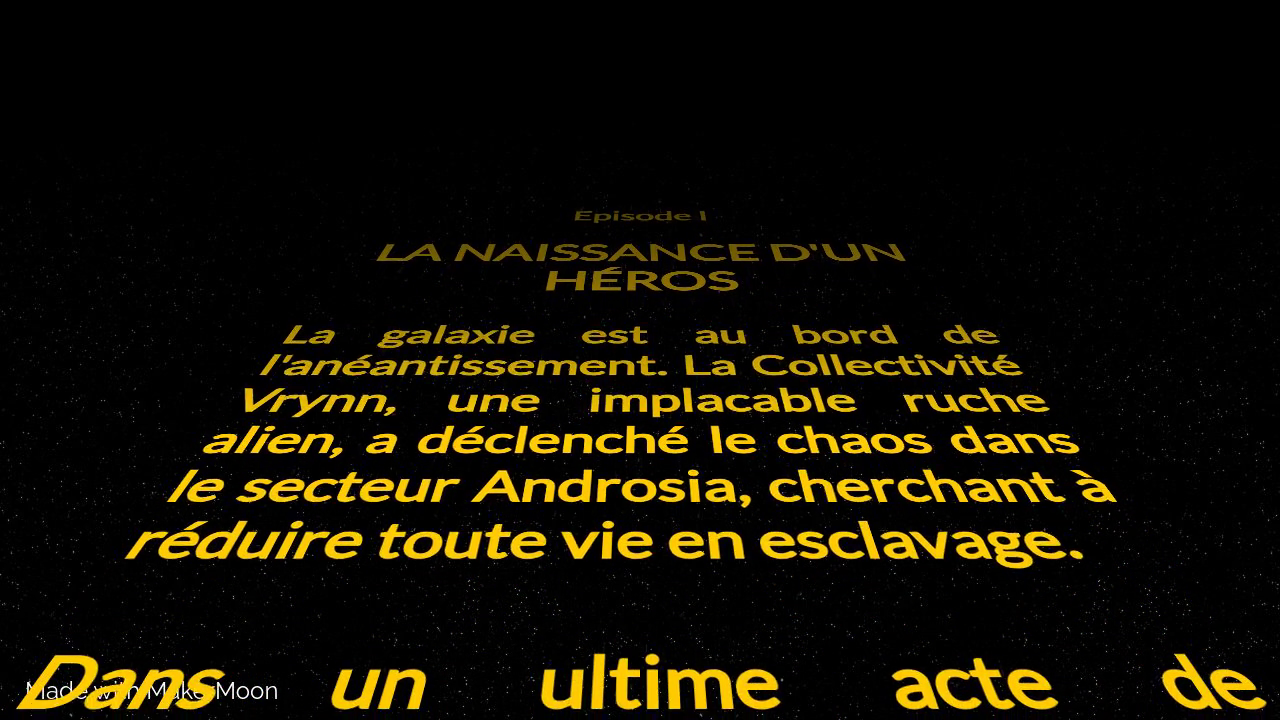 Episode I
LA NAISSANCE D'UN
HÉROS
La galaxie est au bord de
l'anéantissement. La Collectivité
Vrynn, une implacable ruche
alien, a déclenché le chaos dans
le secteur Androsia, cherchant à
réduire toute vie en esclavage.
Dans un ultime acte de
Made with MakerMoon